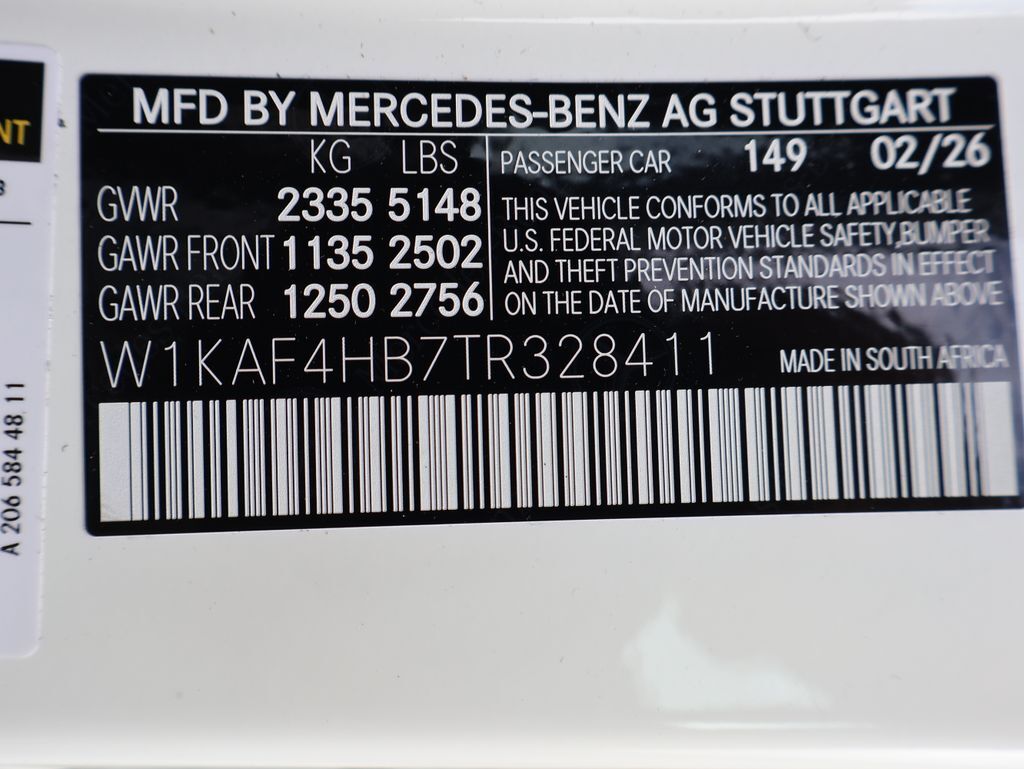 MFD BY MERCEDES-BENZ AG STUTTGART
KG LBS
GVWR 2335 5148
GAWR FRONT 1135 2502
GAWR REAR 1250 2756
PASSENGER CAR 149 02/26
THIS VEHICLE CONFORMS TO ALL APPLICABLE
U.S. FEDERAL MOTOR VEHICLE SAFETY,BUMPER
AND THEFT PREVENTION STANDARDS IN EFFECT
ON THE DATE OF MANUFACTURE SHOWN ABOVE
W1KAF4HB7TR328411 MADE IN SOUTH AFRICA
NT
A 206 584 48 11